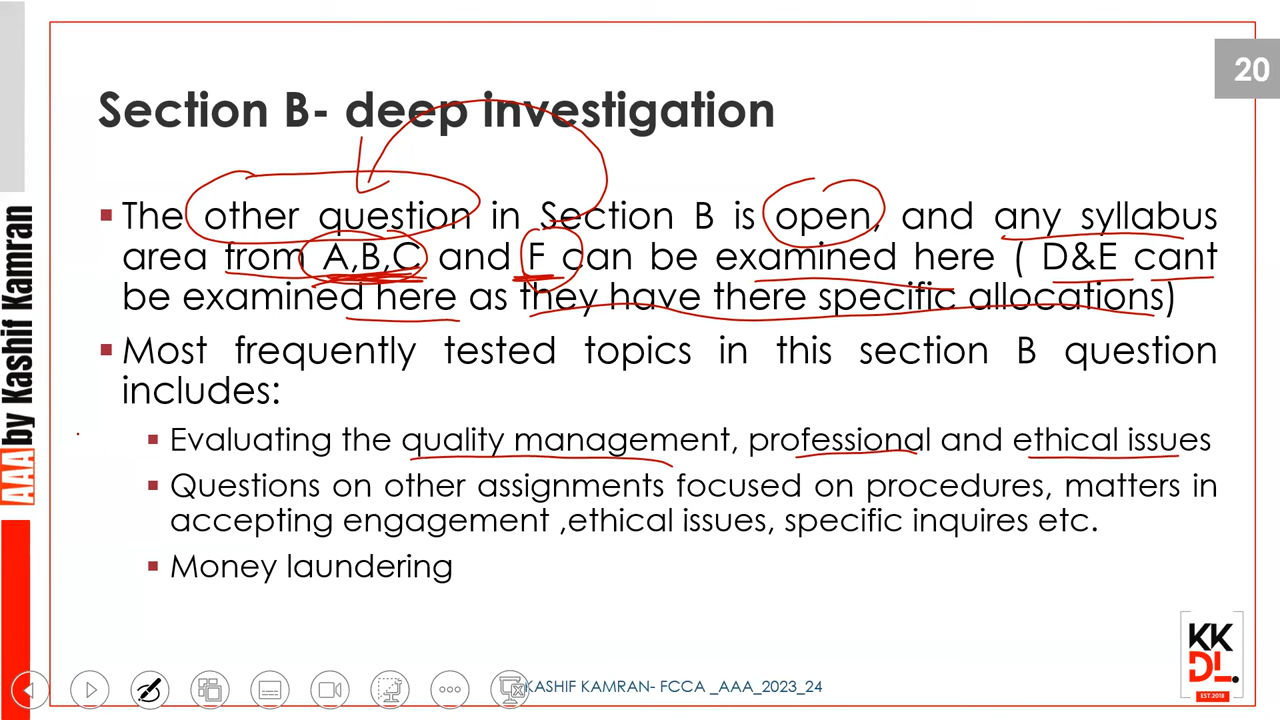 20
Section B- deep investigation
The other question in Section B is open, and any syllabus
area from A,B,C and F can be examined here ( D&E cant
be examined here as they have there specific allocations)
Most frequently tested topics in this section B question
includes:
Evaluating the quality management, professional and ethical issues
Questions on other assignments focused on procedures, matters in
accepting engagement ,ethical issues, specific inquires etc.
Money laundering
AAA by Kashif Kamran
KASHIF KAMRAN- FCCA _AAA_2023_24
KK
DL.
EST.2018